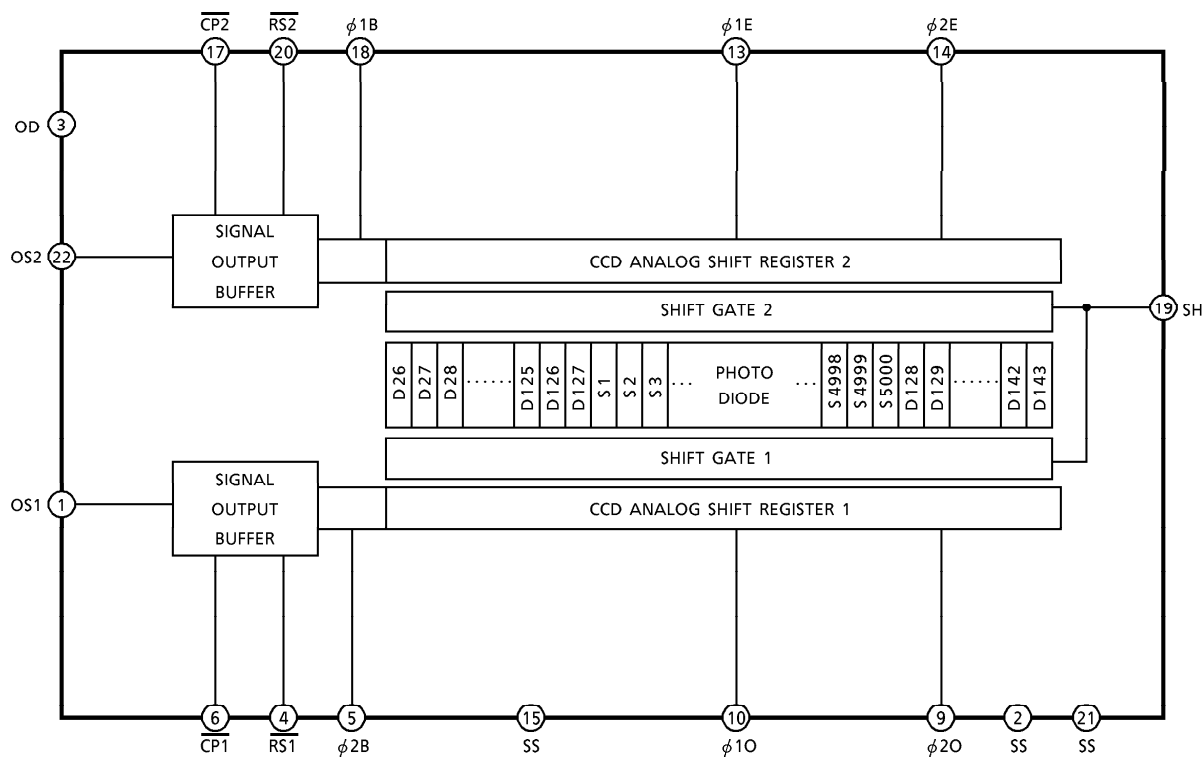 CP2 RS2 φ1B φ1E φ2E
17 20 18 13 14
OD 3
SIGNAL
OUTPUT
BUFFER
OS2 22
CCD ANALOG SHIFT REGISTER 2
SHIFT GATE 2
19 SH
D26 D27 D28 ...... D125 D126 D127 S1 S2 S3 ... PHOTO DIODE ... S4998 S4999 S5000 D128 D129 ...... D142 D143
SHIFT GATE 1
SIGNAL
OUTPUT
BUFFER
OS1 1
CCD ANALOG SHIFT REGISTER 1
6 4 5 15 10 9 2 21
CP1 RS1 φ2B SS φ1O φ2O SS SS